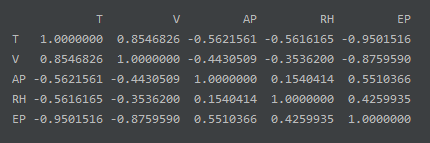 T V AP RH EP
T 1.0000000 0.8546826 -0.5621561 -0.5616165 -0.9501516
V 0.8546826 1.0000000 -0.4430509 -0.3536200 -0.8759590
AP -0.5621561 -0.4430509 1.0000000 0.1540414 0.5510366
RH -0.5616165 -0.3536200 0.1540414 1.0000000 0.4259935
EP -0.9501516 -0.8759590 0.5510366 0.4259935 1.0000000